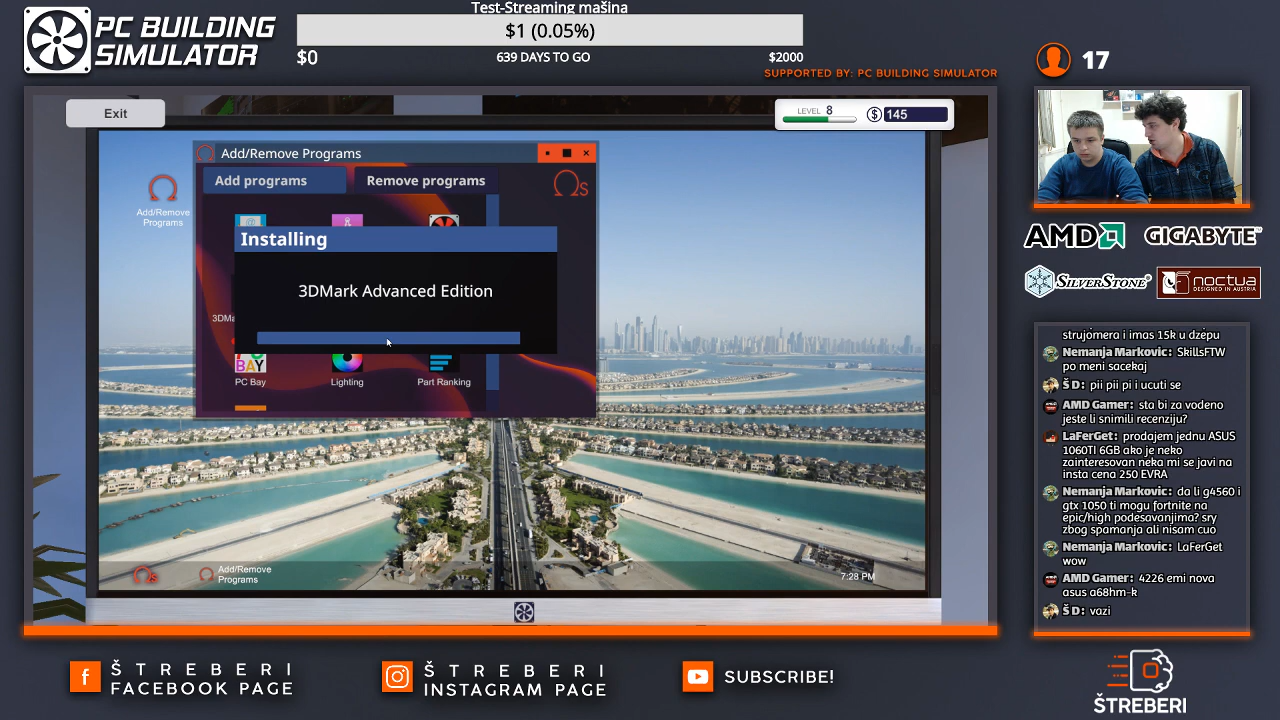 PC BUILDING
SIMULATOR
Test-Streaming mašina
$1 (0.05%)
$0
639 DAYS TO GO
$2000
SUPPORTED BY: PC BUILDING SIMULATOR
17
Exit
LEVEL 8
$ 145
Add/Remove Programs
Add programs
Remove programs
S
Add/Remove
Programs
Installing
3DMark Advanced Edition
3DMa
BAY
PC Bay
Lighting
Part Ranking
Add/Remove
Programs
7:28 PM
AMD
GIGABYTE
SILVERSTONE
noctua
DESIGNED IN AUSTRIA
strujomera i imas 15k u dzepu
Nemanja Markovic: SkillsFTW
po meni sacekaj
Š D: pii pii pi i ucuti se
AMD Gamer: sta bi za vodeno
jeste li snimili recenziju?
LaFerGet: prodajem jednu ASUS
1060TI 6GB ako je neko
zainteresovan neka mi se javi na
insta cena 250 EVRA
Nemanja Markovic: da li g4560 i
gtx 1050 ti mogu fortnite na
epic/high podesavanjima? sry
zbog spamanja ali nisam cuo
Nemanja Markovic: LaFerGet
wow
AMD Gamer: 4226 emi nova
asus a68hm-k
Š D: vazi
f
ŠTREBERI
FACEBOOK PAGE
ŠTREBERI
INSTAGRAM PAGE
SUBSCRIBE!
ŠTREBERI